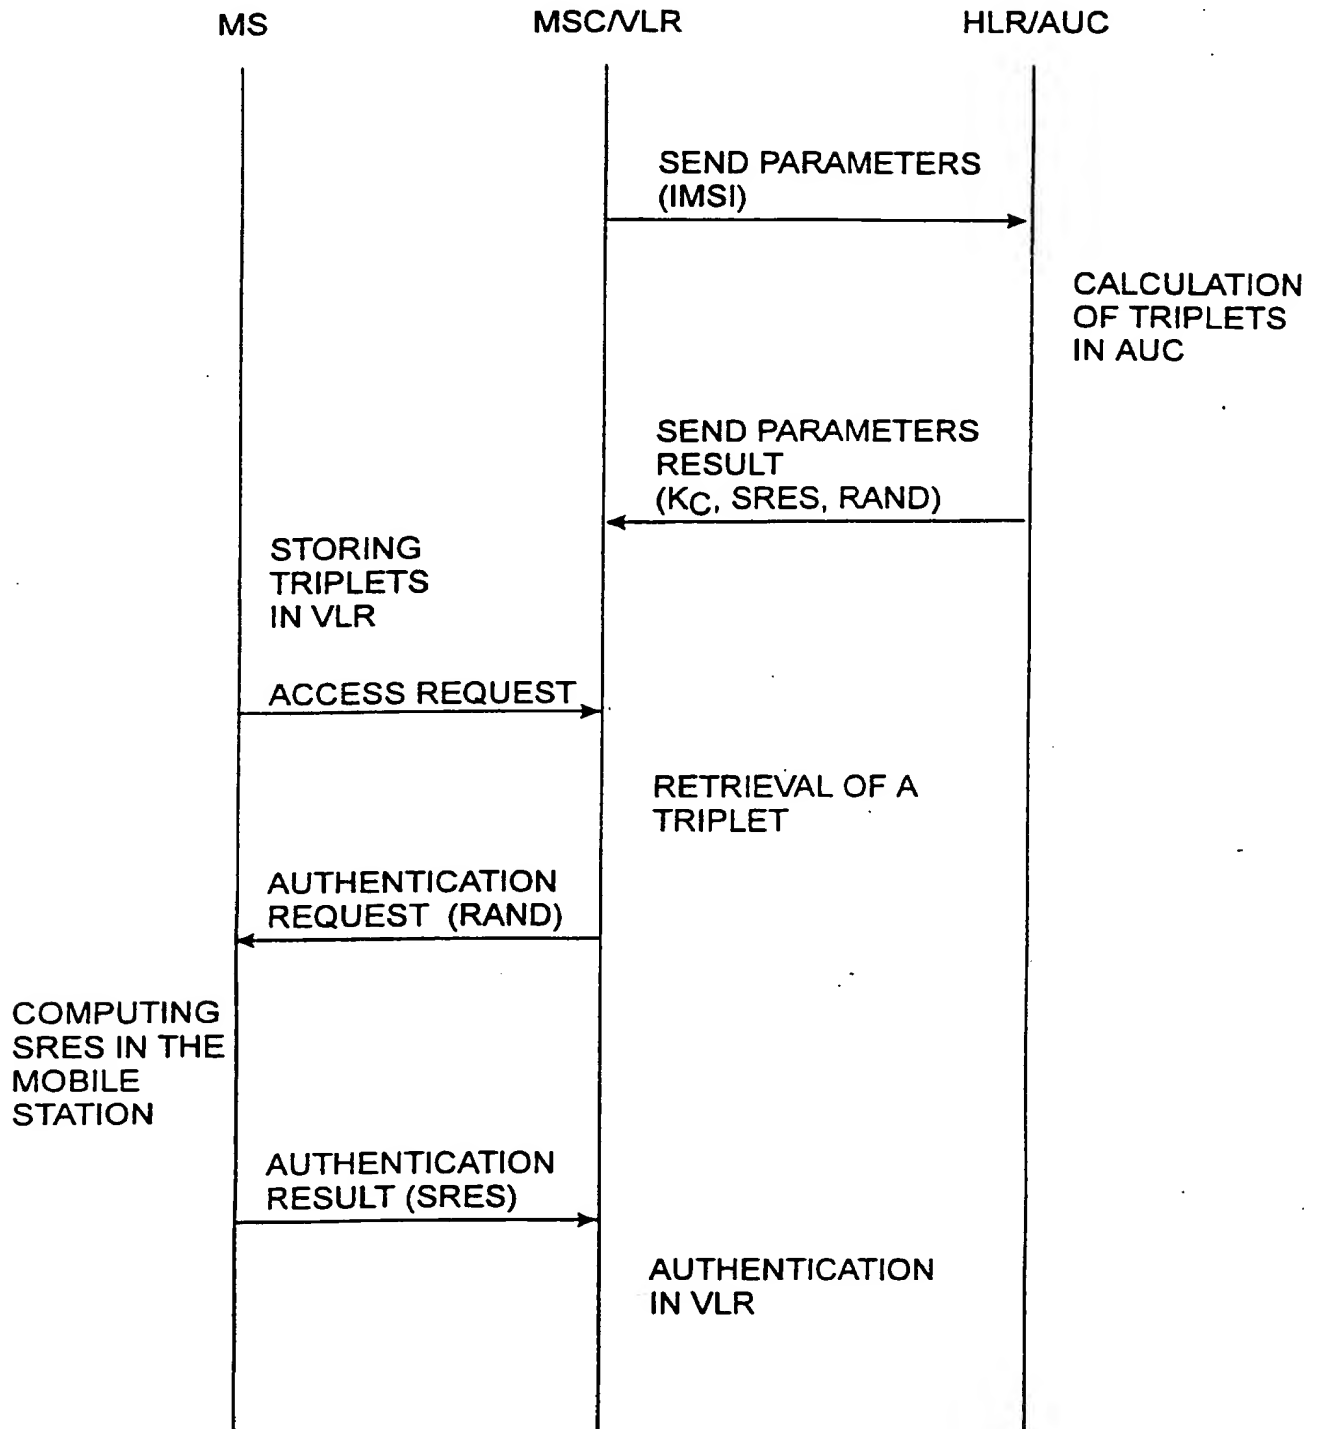 MS
MSC/VLR
HLR/AUC
SEND PARAMETERS
(IMSI)
CALCULATION
OF TRIPLETS
IN AUC
SEND PARAMETERS
RESULT
(KC, SRES, RAND)
STORING
TRIPLETS
IN VLR
ACCESS REQUEST
RETRIEVAL OF A
TRIPLET
AUTHENTICATION
REQUEST (RAND)
COMPUTING
SRES IN THE
MOBILE
STATION
AUTHENTICATION
RESULT (SRES)
AUTHENTICATION
IN VLR